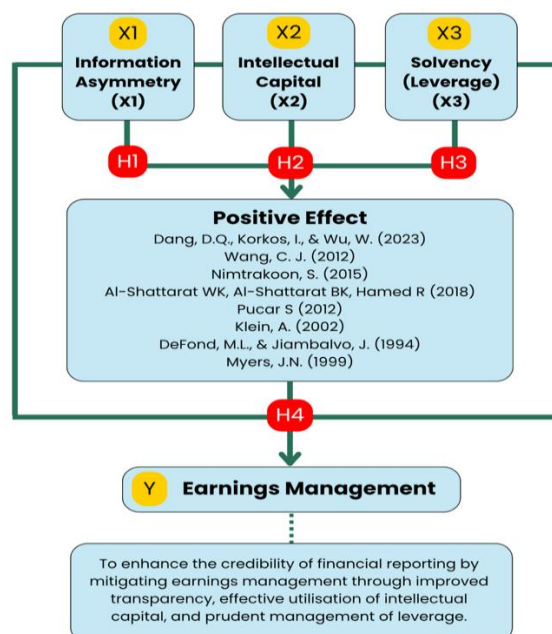 X1
X2
X3
Information
Asymmetry
(X1)
Intellectual
Capital
(X2)
Solvency
(Leverage)
(X3)
H1
H2
H3
Positive Effect
Dang, D.Q., Korkos, I., & Wu, W. (2023)
Wang, C. J. (2012)
Nimtrakoon, S. (2015)
Al-Shattarat WK, Al-Shattarat BK, Hamed R (2018)
Pucar S (2012)
Klein, A. (2002)
DeFond, M.L., & Jiambalvo, J. (1994)
Myers, J.N. (1999)
H4
Y Earnings Management
To enhance the credibility of financial reporting by
mitigating earnings management through improved
transparency, effective utilisation of intellectual
capital, and prudent management of leverage.